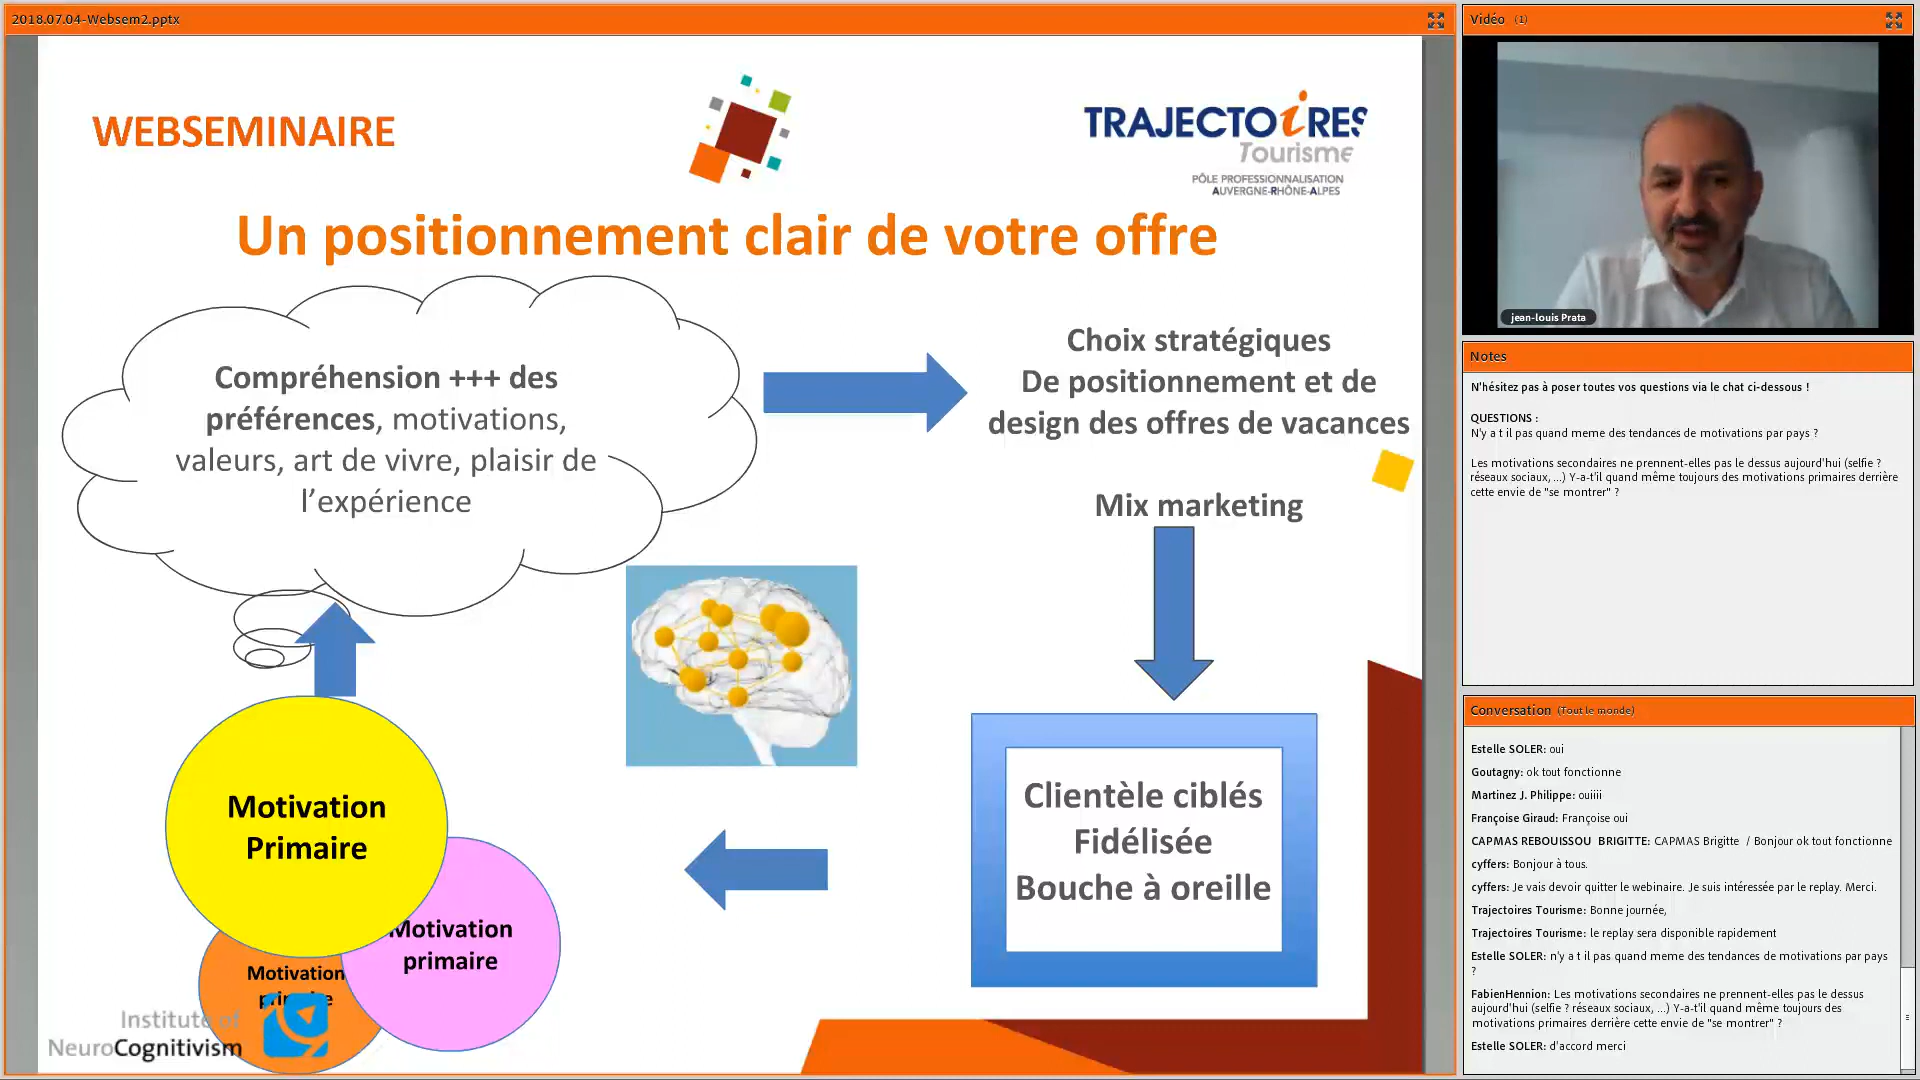 2018.07.04-Websem2.pptx
WEBSEMINAIRE
TRAJECTOiRES
Tourisme
PÔLE PROFESSIONNALISATION
AUVERGNE-RHÔNE-ALPES
Un positionnement clair de votre offre
Compréhension +++ des
préférences, motivations,
valeurs, art de vivre, plaisir de
l'expérience
Choix stratégiques
De positionnement et de
design des offres de vacances
Mix marketing
Clientèle ciblés
Fidélisée
Bouche à oreille
Motivation
Primaire
Motivation
primaire
Motivation
primaire
Institute of
NeuroCognitivism
Vidéo (1)
jean-louis Prata
Notes
N'hésitez pas à poser toutes vos questions via le chat ci-dessous !
QUESTIONS :
N'y a t il pas quand meme des tendances de motivations par pays ?
Les motivations secondaires ne prennent-elles pas le dessus aujourd'hui (selfie ?
réseaux sociaux, ...) Y-a-t'il quand même toujours des motivations primaires derrière
cette envie de "se montrer" ?
Conversation (Tout le monde)
Estelle SOLER: oui
Goutagny: ok tout fonctionne
Martinez J. Philippe: ouiiii
Françoise Giraud: Françoise oui
CAPMAS REBOUISSOU BRIGITTE: CAPMAS Brigitte / Bonjour ok tout fonctionne
cyffers: Bonjour à tous.
cyffers: Je vais devoir quitter le webinaire. Je suis intéressée par le replay. Merci.
Trajectoires Tourisme: Bonne journée,
Trajectoires Tourisme: le replay sera disponible rapidement
Estelle SOLER: n'y a t il pas quand meme des tendances de motivations par pays
?
FabienHennion: Les motivations secondaires ne prennent-elles pas le dessus
aujourd'hui (selfie ? réseaux sociaux, ...) Y-a-t'il quand même toujours des
motivations primaires derrière cette envie de "se montrer" ?
Estelle SOLER: d'accord merci